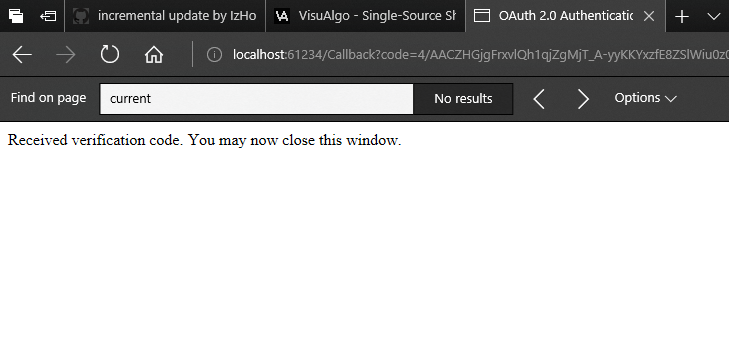 incremental update by IzHo
VisuAlgo - Single-Source Sh
OAuth 2.0 Authenticatic
localhost:61234/Callback?code=4/AACZHGjgFrxvlQh1qjZgMjT_A-yyKKYxzfE8ZSlWiu0z0
Find on page
current
No results
Options
Received verification code. You may now close this window.